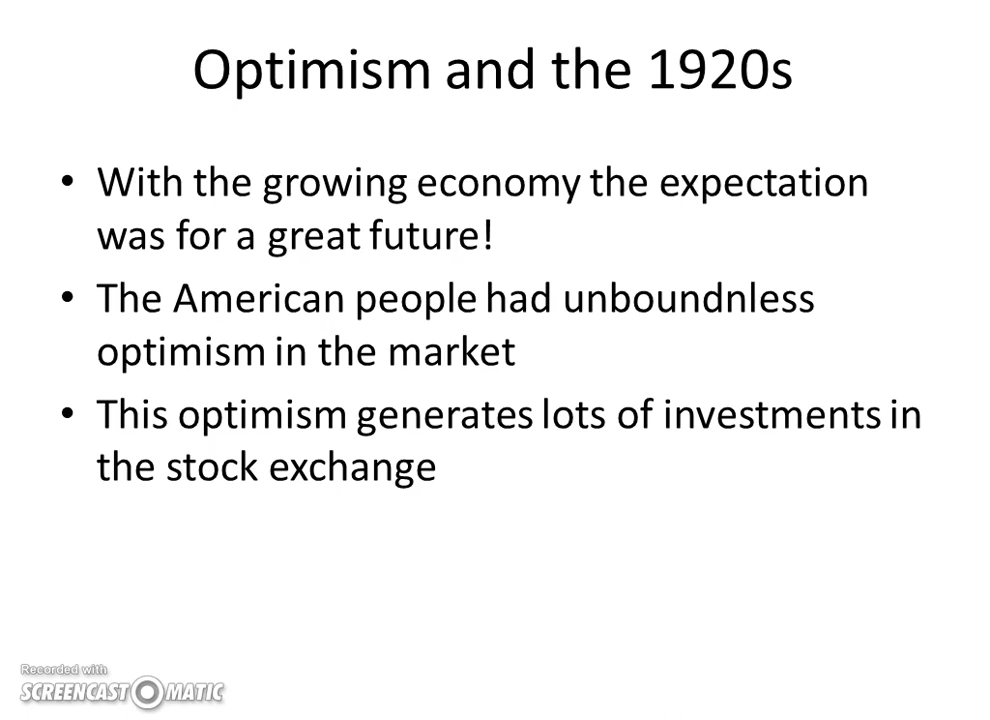 Optimism and the 1920s
• With the growing economy the expectation
was for a great future!
• The American people had unboundnless
optimism in the market
• This optimism generates lots of investments in
the stock exchange
Recorded with
SCREENCAST MATIC